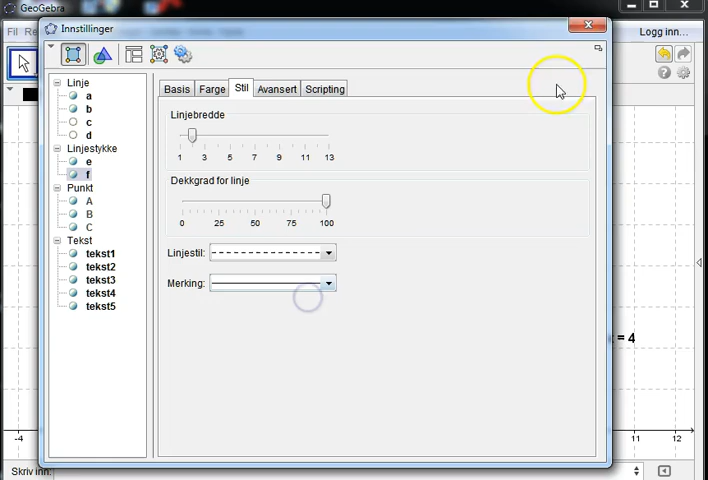 GeoGebra
Innstillinger
Fil
Logg inn...
Linje
a
b
c
d
Linjestykke
e
f
Punkt
A
B
C
Tekst
tekst1
tekst2
tekst3
tekst4
tekst5
Basis Farge Stil Avansert Scripting
Linjebredde
1 3 5 7 9 11 13
Dekkgrad for linje
0 25 50 75 100
Linjestil:
Merking:
= 4
-4 11 12
Skriv inn: